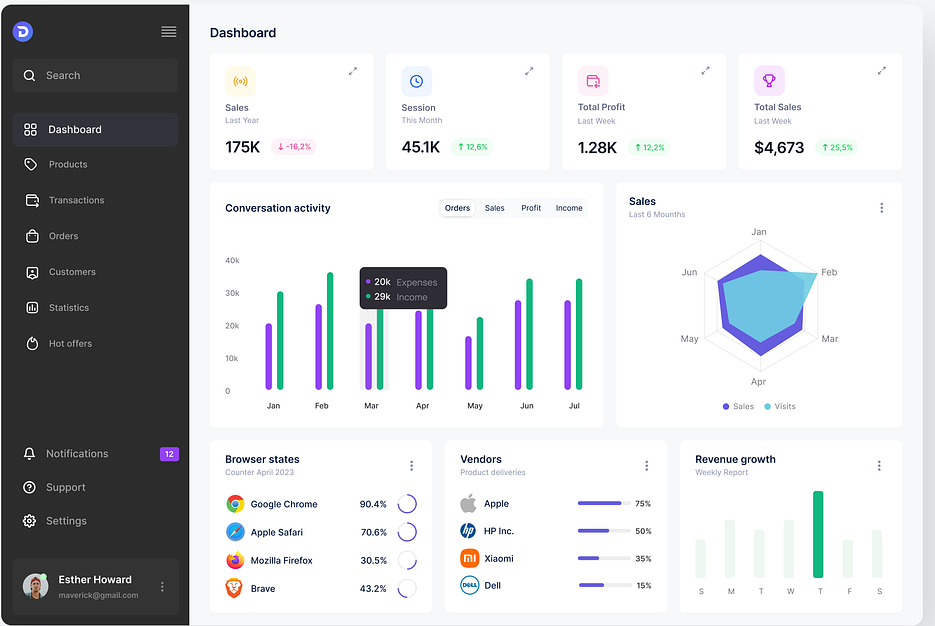 D
Search
Dashboard
Products
Transactions
Orders
Customers
Statistics
Hot offers
Notifications 12
Support
Settings
Esther Howard
maverick@gmail.com
Dashboard
Sales
Last Year
175K -16,2%
Session
This Month
45.1K 12,6%
Total Profit
Last Week
1.28K 12,2%
Total Sales
Last Week
$4,673 25,5%
Conversation activity
Orders Sales Profit Income
40k
30k
20k
10k
0
20k Expenses
29k Income
Jan Feb Mar Apr May Jun Jul
Sales
Last 6 Mounths
Jan
Jun Feb
May Mar
Apr
Sales Visits
Browser states
Counter April 2023
Google Chrome 90.4%
Apple Safari 70.6%
Mozilla Firefox 30.5%
Brave 43.2%
Vendors
Product deliveries
Apple 75%
hp HP Inc. 50%
mi Xiaomi 35%
DELL Dell 15%
Revenue growth
Weekly Report
S M T W T F S